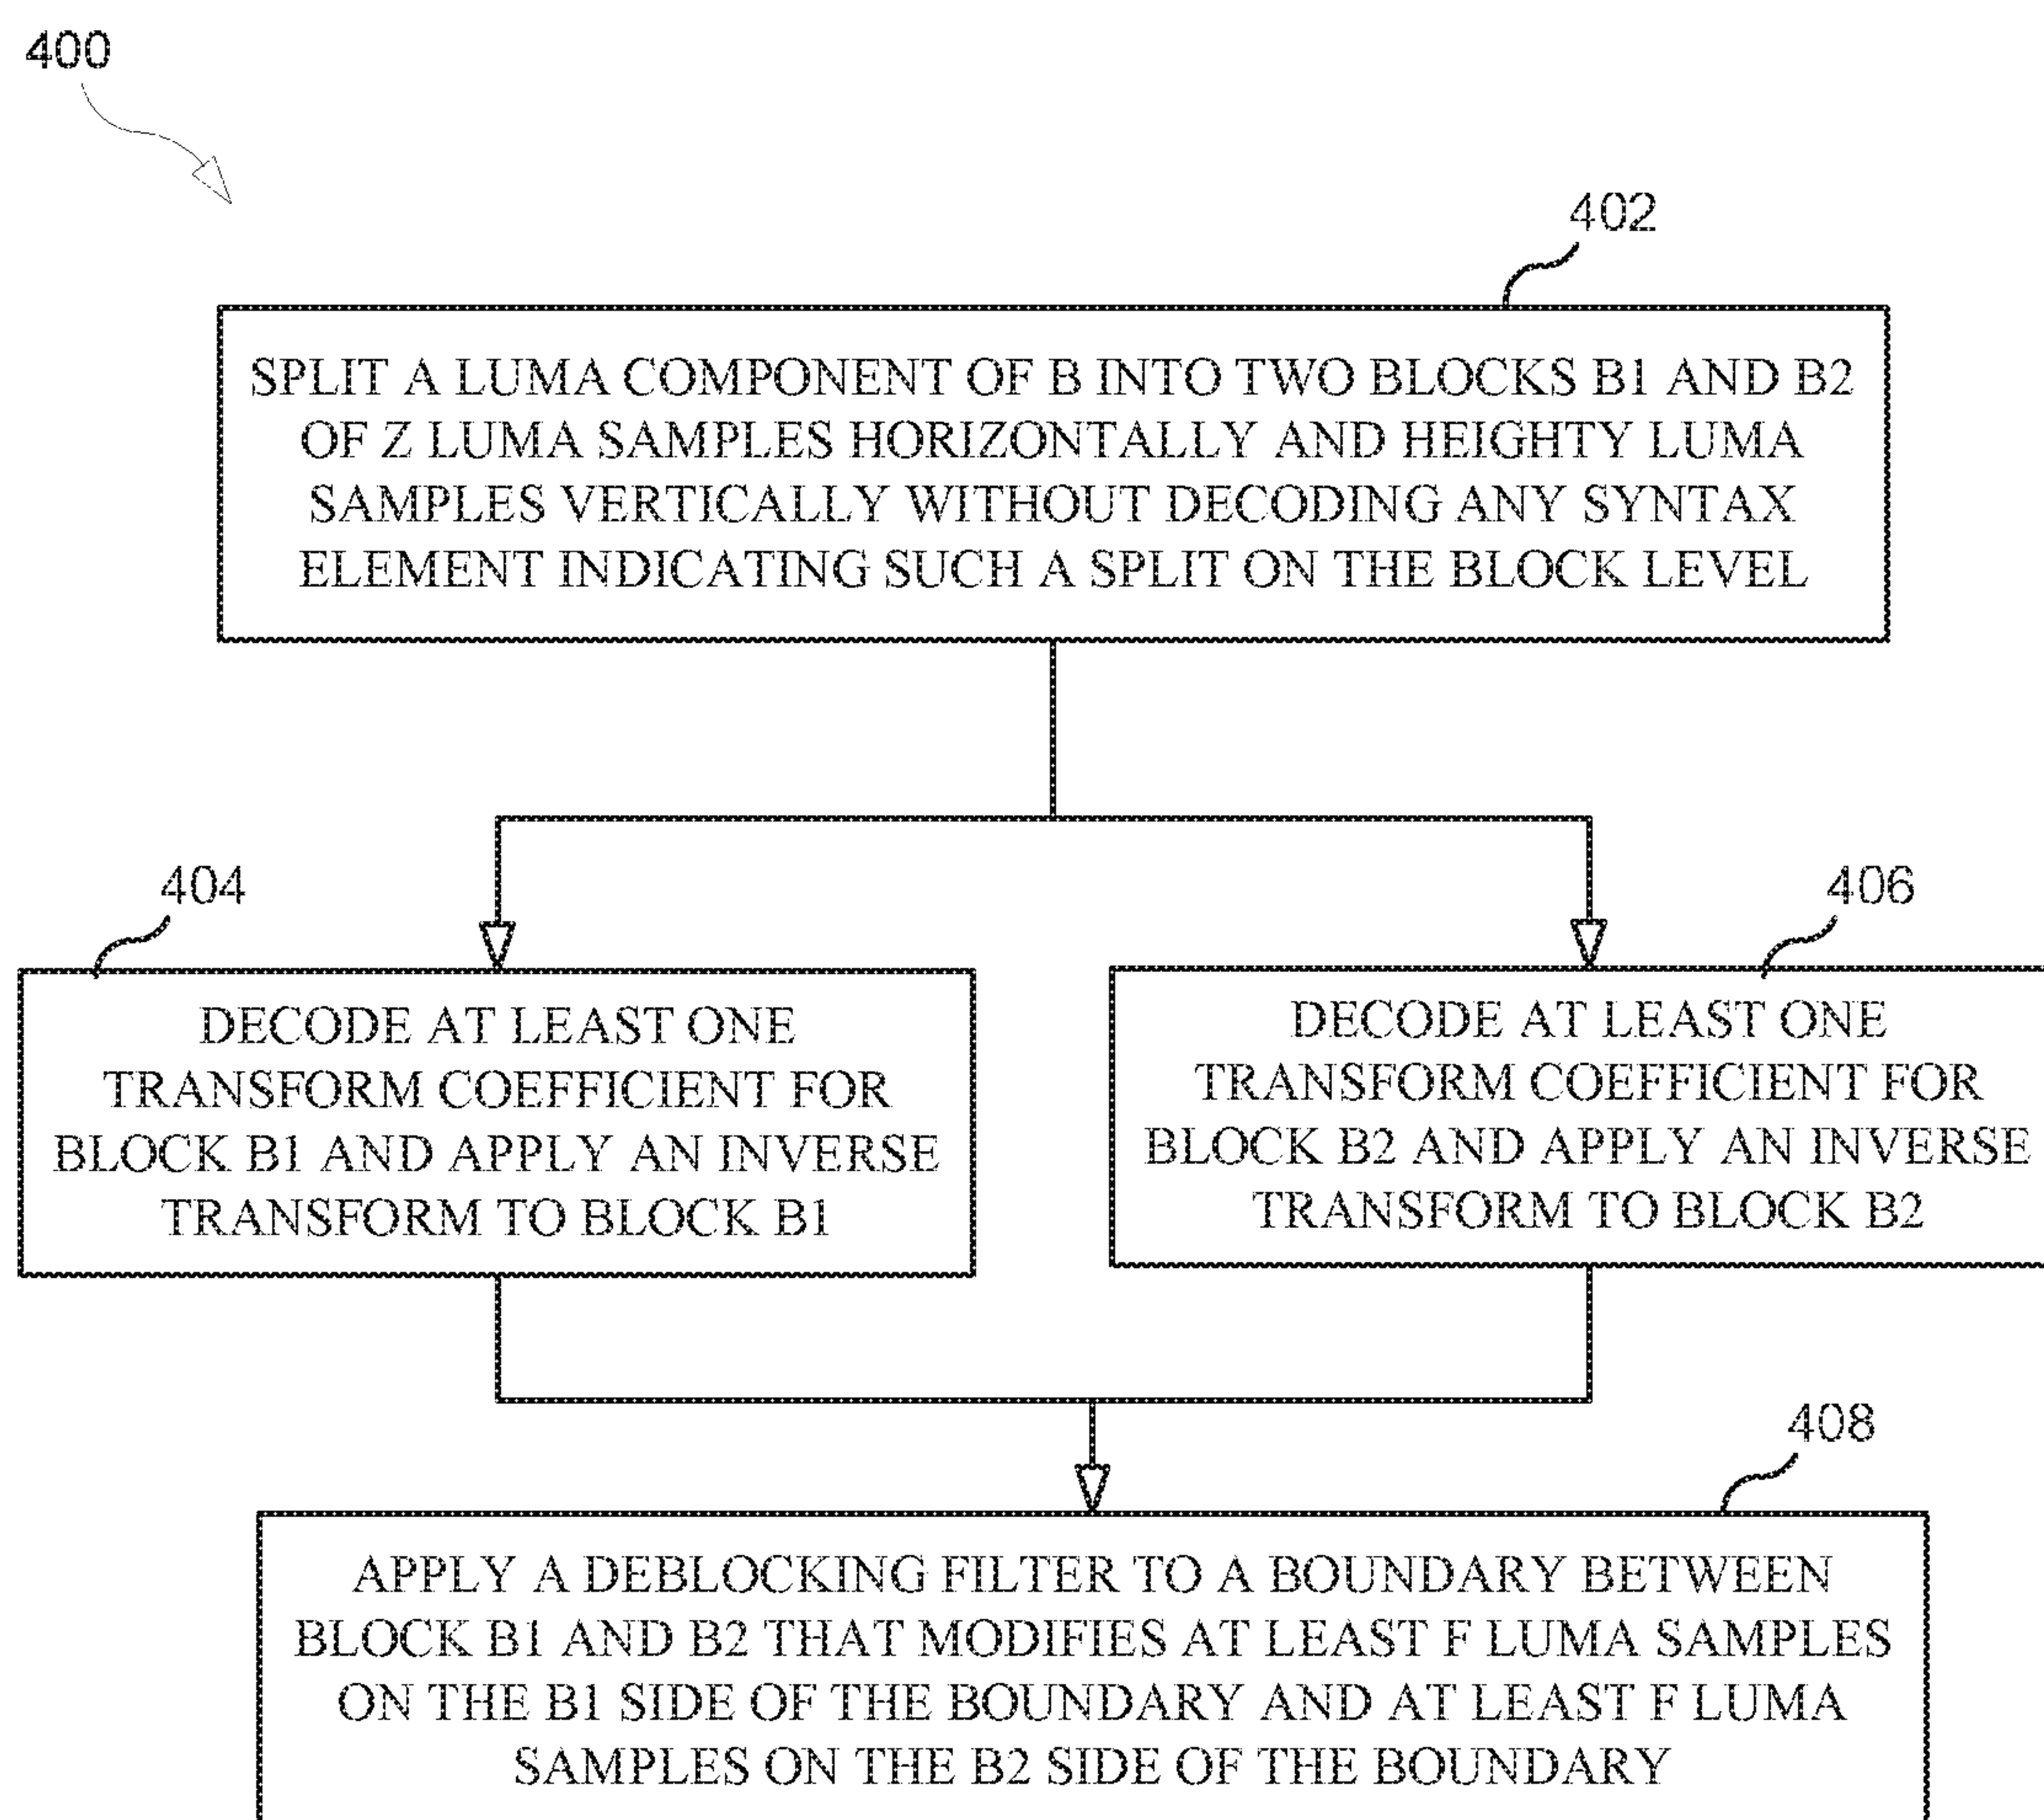 400
402
SPLIT A LUMA COMPONENT OF B INTO TWO BLOCKS B1 AND B2
OF Z LUMA SAMPLES HORIZONTALLY AND HEIGHTY LUMA
SAMPLES VERTICALLY WITHOUT DECODING ANY SYNTAX
ELEMENT INDICATING SUCH A SPLIT ON THE BLOCK LEVEL
404
DECODE AT LEAST ONE
TRANSFORM COEFFICIENT FOR
BLOCK B1 AND APPLY AN INVERSE
TRANSFORM TO BLOCK B1
406
DECODE AT LEAST ONE
TRANSFORM COEFFICIENT FOR
BLOCK B2 AND APPLY AN INVERSE
TRANSFORM TO BLOCK B2
408
APPLY A DEBLOCKING FILTER TO A BOUNDARY BETWEEN
BLOCK B1 AND B2 THAT MODIFIES AT LEAST F LUMA SAMPLES
ON THE B1 SIDE OF THE BOUNDARY AND AT LEAST F LUMA
SAMPLES ON THE B2 SIDE OF THE BOUNDARY